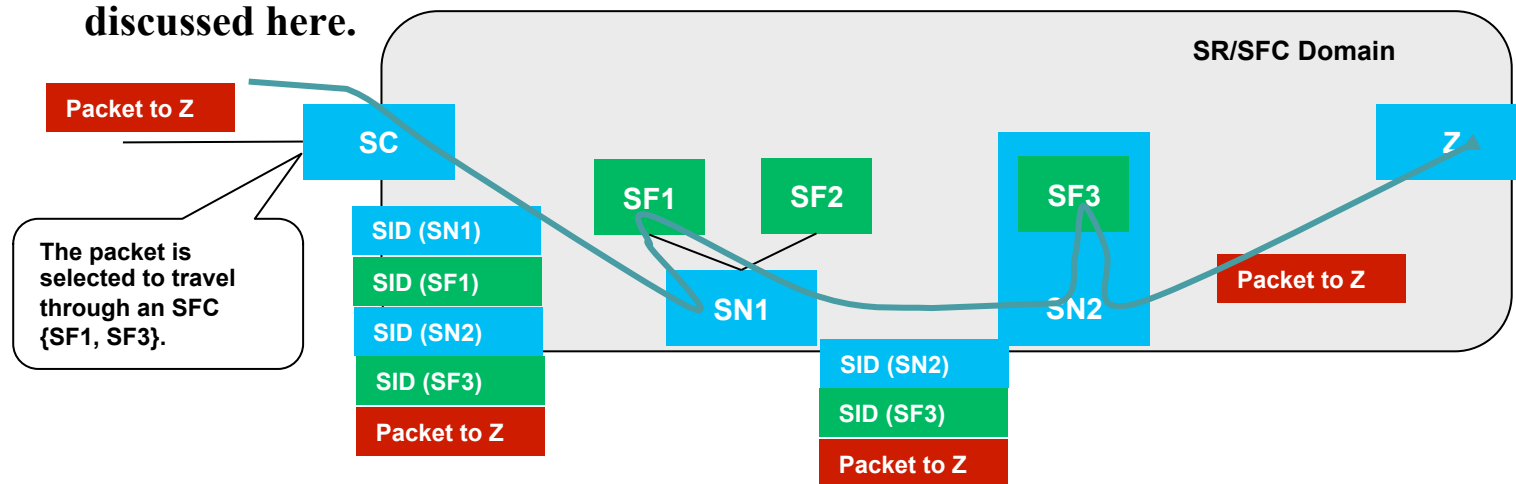 discussed here.
SR/SFC Domain
Packet to Z
SC
Z
SF1
SF2
SF3
The packet is
selected to travel
through an SFC
{SF1, SF3}.
SID (SN1)
SID (SF1)
SID (SN2)
SID (SF3)
Packet to Z
SN1
SN2
Packet to Z
SID (SN2)
SID (SF3)
Packet to Z